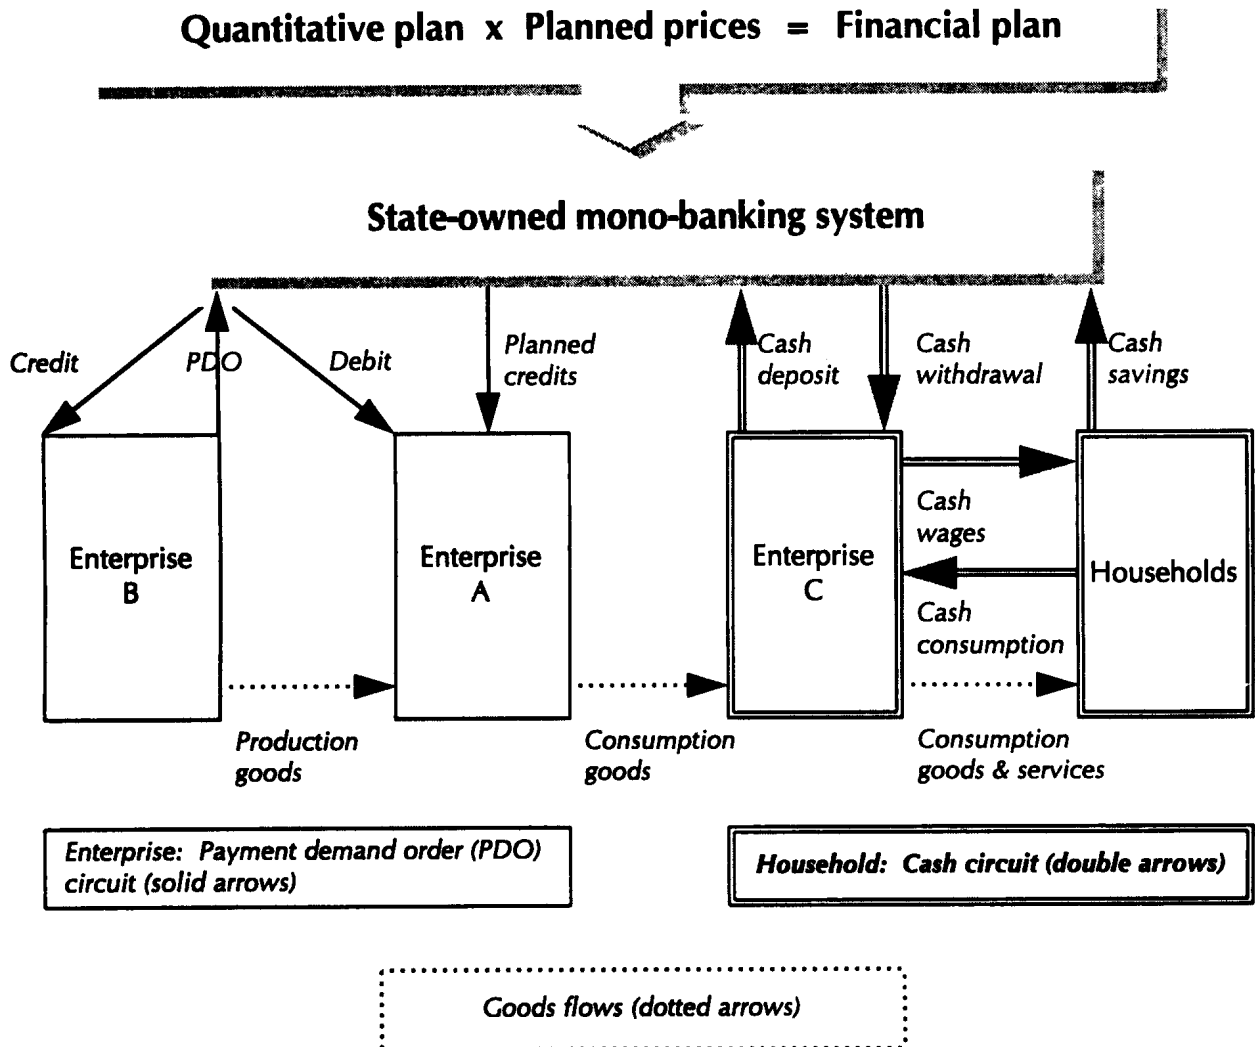 Quantitative plan x Planned prices = Financial plan
State-owned mono-banking system
Credit
PDO
Debit
Planned
credits
Cash
deposit
Cash
withdrawal
Cash
savings
Enterprise
B
Enterprise
A
Enterprise
C
Cash
wages
Households
Cash
consumption
Production
goods
Consumption
goods
Consumption
goods & services
Enterprise: Payment demand order (PDO)
circuit (solid arrows)
Household: Cash circuit (double arrows)
Goods flows (dotted arrows)